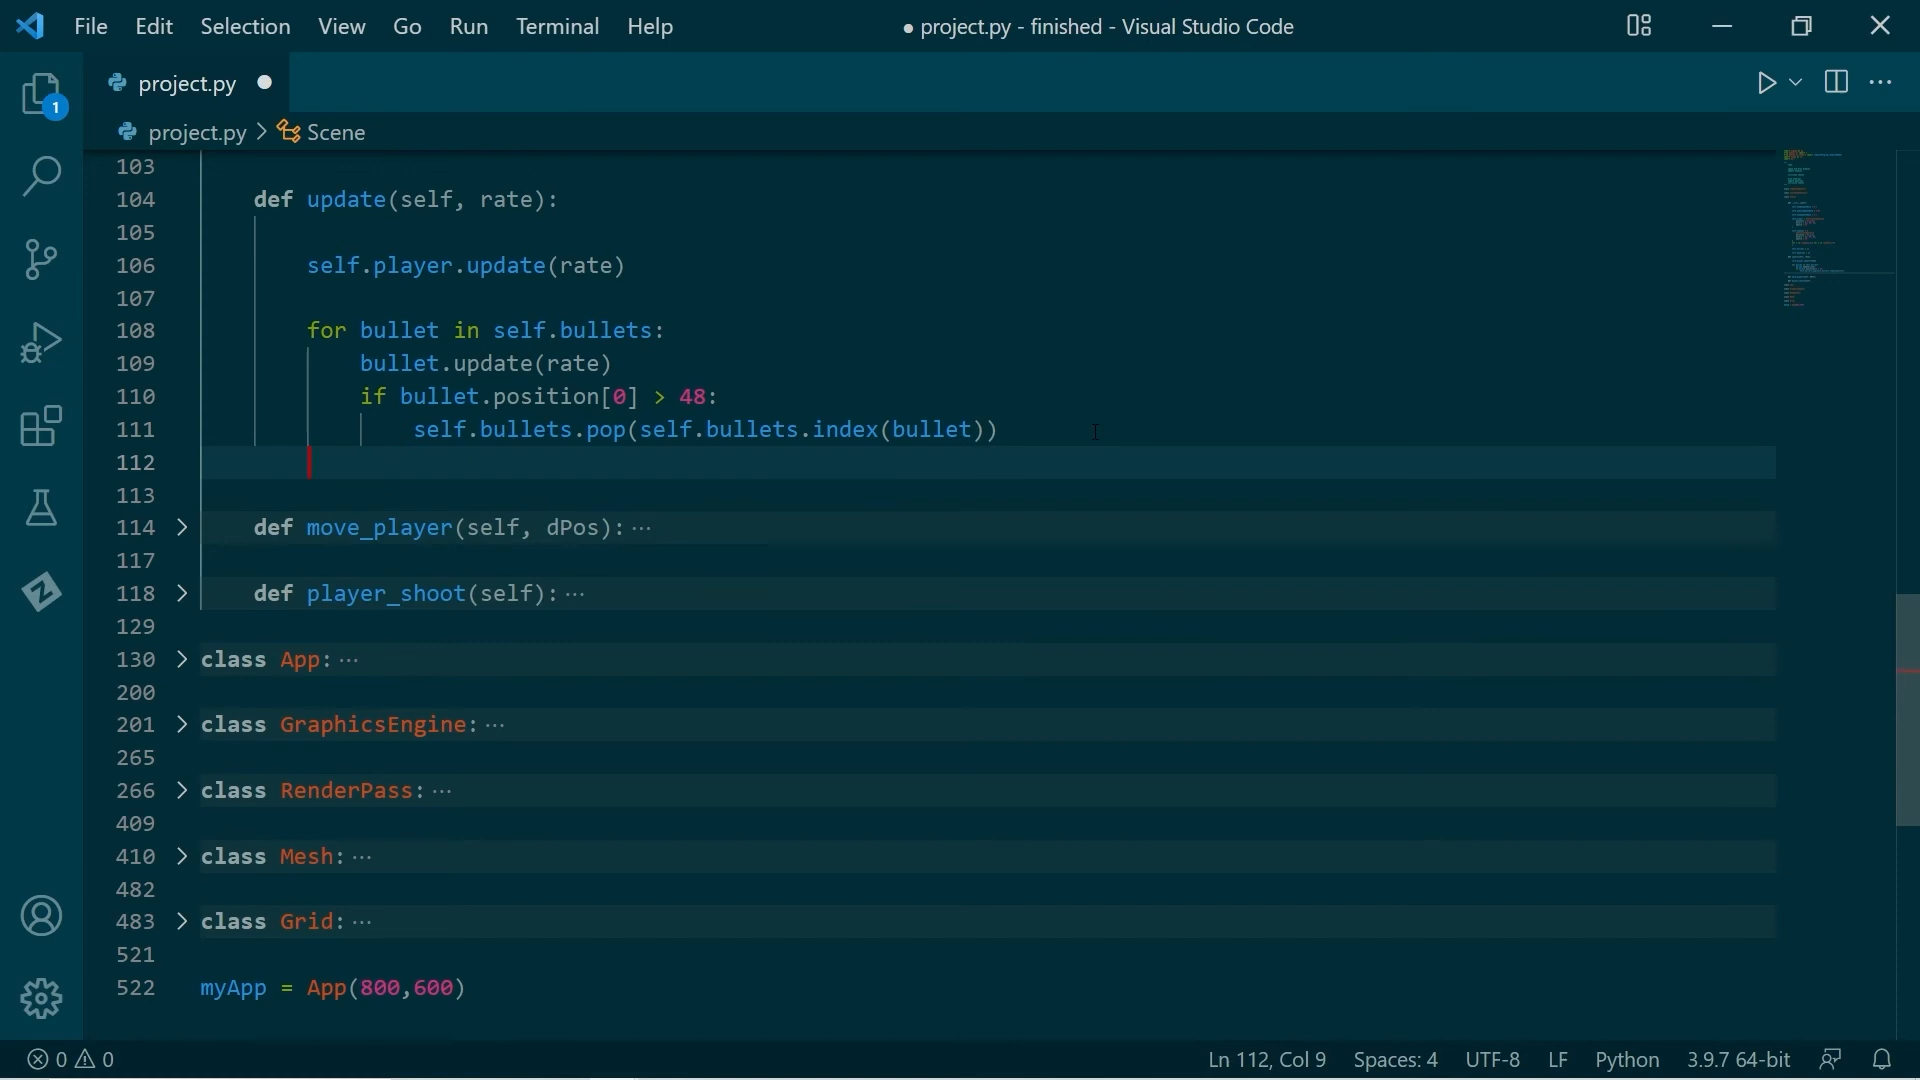 File Edit Selection View Go Run Terminal Help ● project.py - finished - Visual Studio Code
1
project.py
project.py > Scene
103
104 def update(self, rate):
105
106 self.player.update(rate)
107
108 for bullet in self.bullets:
109 bullet.update(rate)
110 if bullet.position[0] > 48:
111 self.bullets.pop(self.bullets.index(bullet))
112
113
114 def move_player(self, dPos):···
117
118 def player_shoot(self):···
129
130 class App:···
200
201 class GraphicsEngine:···
265
266 class RenderPass:···
409
410 class Mesh:···
482
483 class Grid:···
521
522 myApp = App(800,600)
0 0 Ln 112, Col 9 Spaces: 4 UTF-8 LF Python 3.9.7 64-bit